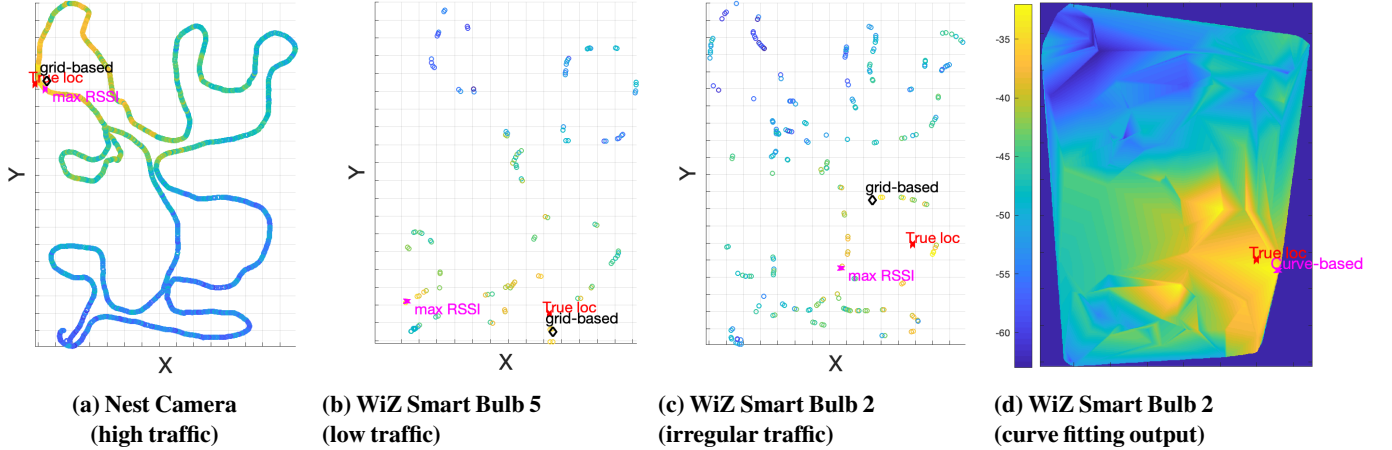 grid-based
True loc
max RSSI
Y
X
(a) Nest Camera
(high traffic)
max RSSI
True loc
grid-based
Y
X
(b) WiZ Smart Bulb 5
(low traffic)
grid-based
True loc
max RSSI
Y
X
(c) WiZ Smart Bulb 2
(irregular traffic)
-35
-40
-45
-50
-55
-60
True loc
Curve-based
(d) WiZ Smart Bulb 2
(curve fitting output)